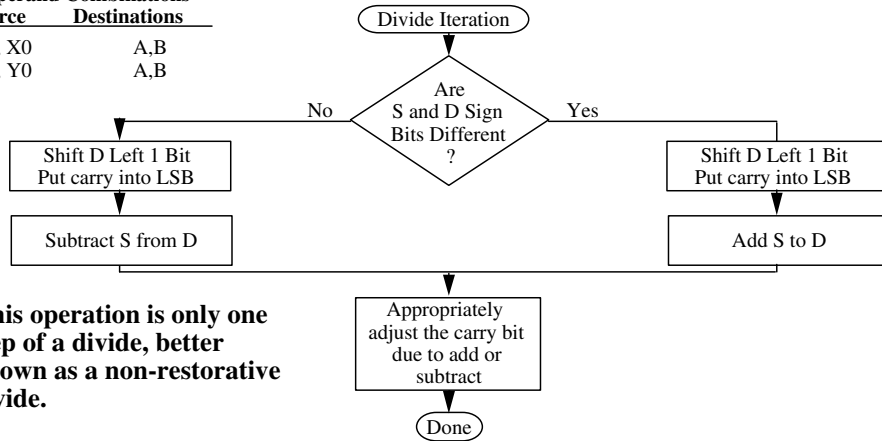 rce Destinations
X0 A,B
Y0 A,B
Divide Iteration
Are
S and D Sign
Bits Different
?
No
Yes
Shift D Left 1 Bit
Put carry into LSB
Shift D Left 1 Bit
Put carry into LSB
Subtract S from D
Add S to D
his operation is only one
ep of a divide, better
own as a non-restorative
vide.
Appropriately
adjust the carry bit
due to add or
subtract
Done